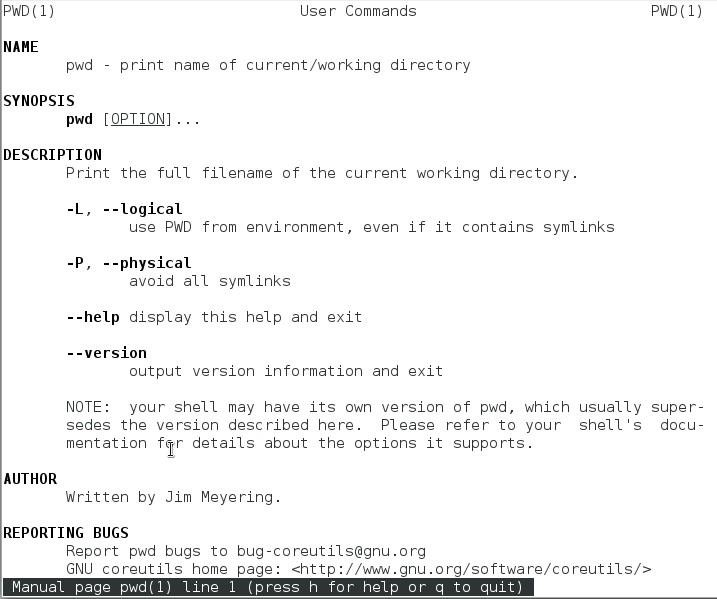 PWD(1) User Commands PWD(1)
NAME
pwd - print name of current/working directory
SYNOPSIS
pwd [OPTION]...
DESCRIPTION
Print the full filename of the current working directory.
-L, --logical
use PWD from environment, even if it contains symlinks
-P, --physical
avoid all symlinks
--help display this help and exit
--version
output version information and exit
NOTE: your shell may have its own version of pwd, which usually super-
sedes the version described here. Please refer to your shell's docu-
mentation for details about the options it supports.
AUTHOR
Written by Jim Meyering.
REPORTING BUGS
Report pwd bugs to bug-coreutils@gnu.org
GNU coreutils home page: <http://www.gnu.org/software/coreutils/>
Manual page pwd(1) line 1 (press h for help or q to quit)